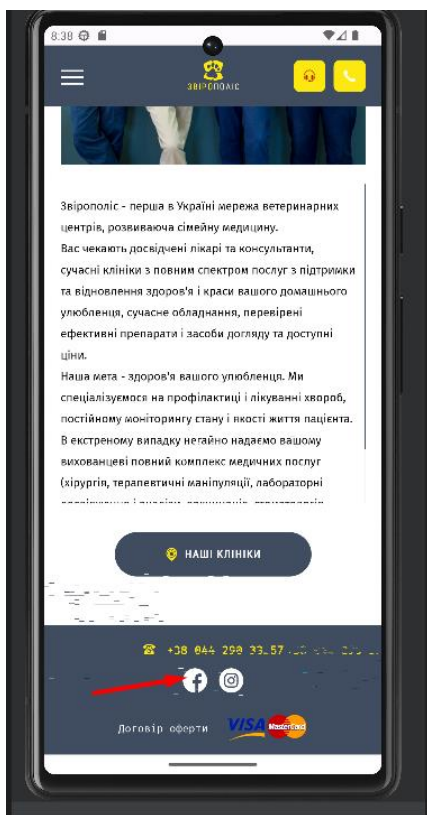 8:38
ЗВІРОПОЛІС
Звірополіс - перша в Україні мережа ветеринарних
центрів, розвиваюча сімейну медицину.
Вас чекають досвідчені лікарі та консультанти,
сучасні клініки з повним спектром послуг з підтримки
та відновлення здоров'я і краси вашого домашнього
улюбленця, сучасне обладнання, перевірені
ефективні препарати і засоби догляду та доступні
ціни.
Наша мета - здоров'я вашого улюбленця. Ми
спеціалізуємося на профілактиці і лікуванні хвороб,
постійному моніторингу стану і якості життя пацієнта.
В екстреному випадку негайно надаємо вашому
вихованцеві повний комплекс медичних послуг
(хірургія, терапевтичні маніпуляції, лабораторні
НАШІ КЛІНІКИ
+38 044 290 33 57
Договір оферти VISA MasterCard